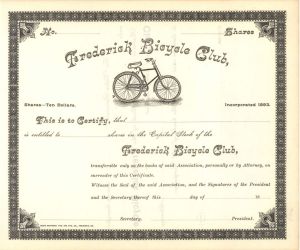 No. Shares
Frederick Bicycle Club,
Shares—Ten Dollars. Incorporated 1893.
This is to Certify, that
is entitled to shares in the Capital Stock of the
Frederick Bicycle Club,
transferable only on the books of said Association, personally or by Attorney, on
surrender of this Certificate.
Witness the Seal of the said Association, and the Signatures of the President
and the Secretary thereof this day of 18
Secretary. President.